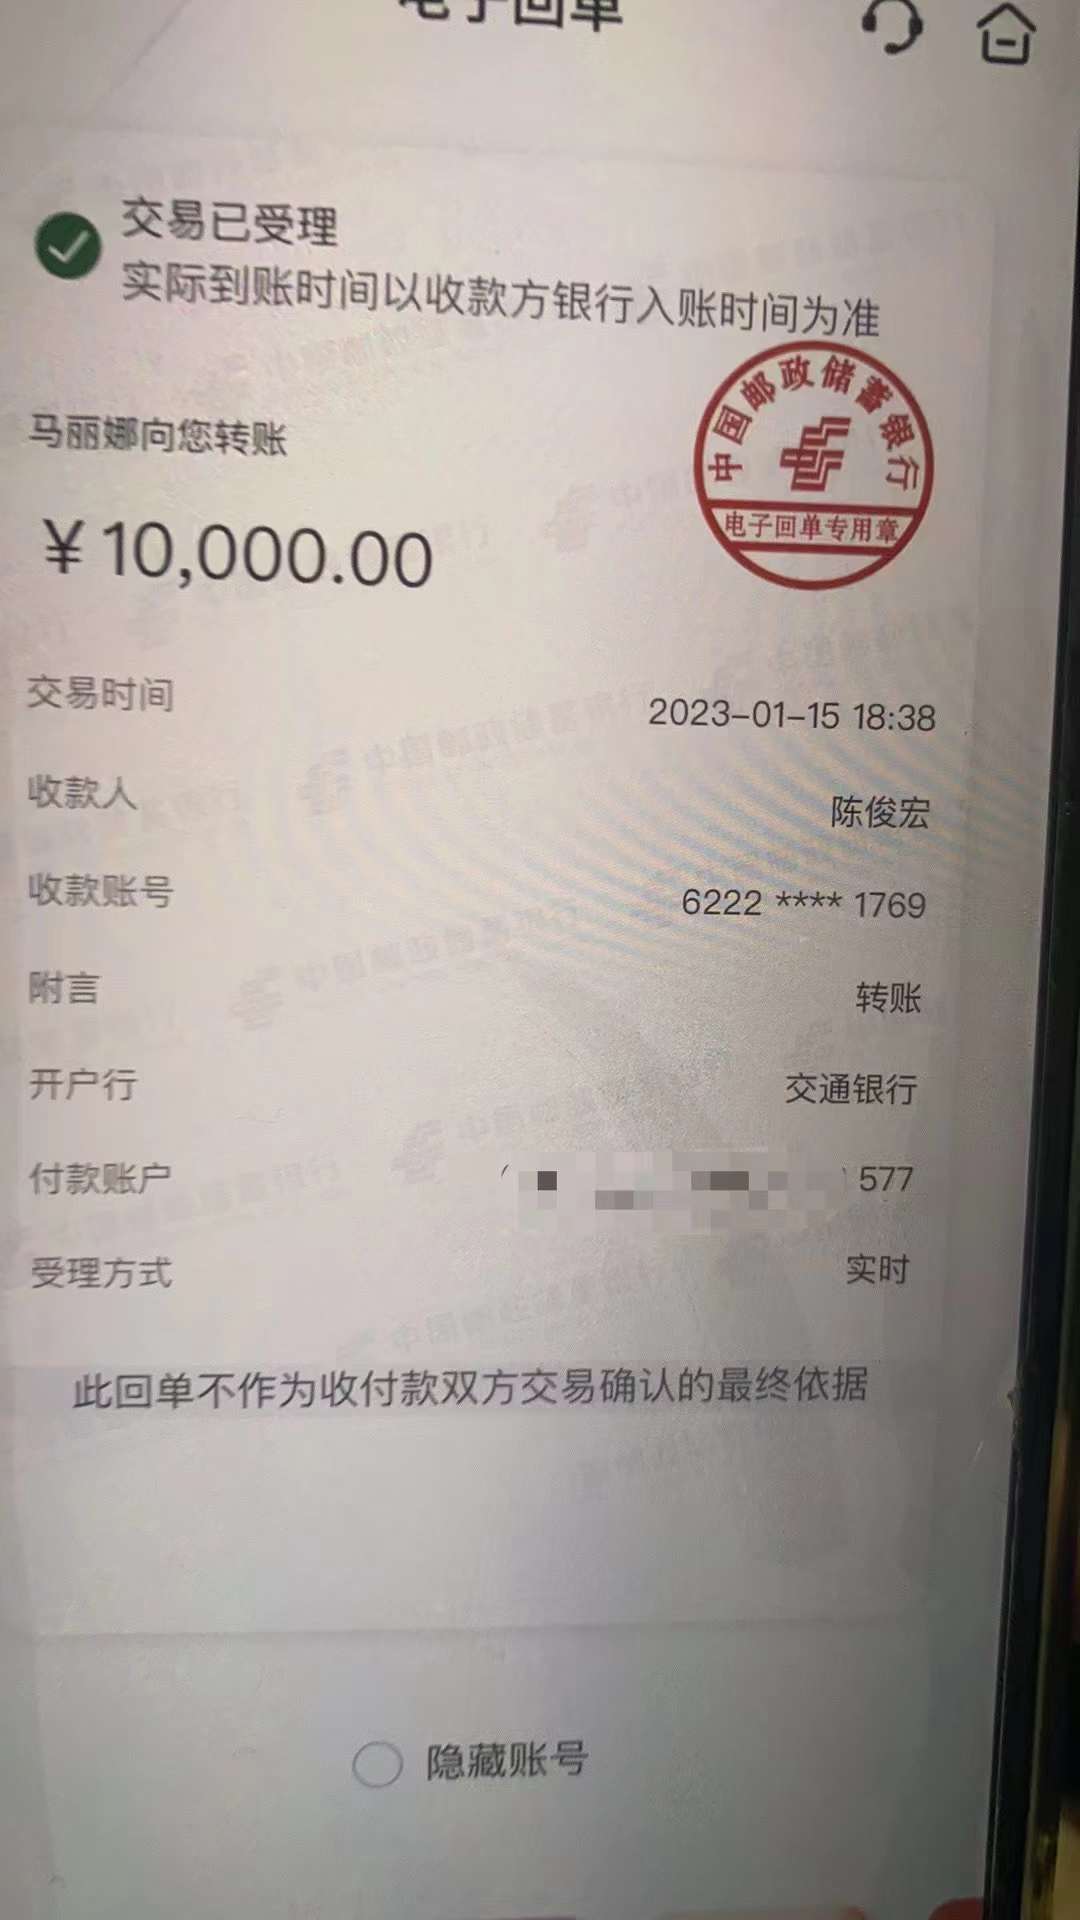 电子回单
交易已受理
实际到账时间以收款方银行入账时间为准
中国邮政储蓄银行
电子回单专用章
马丽娜向您转账
¥10,000.00
交易时间 2023-01-15 18:38
收款人 陈俊宏
收款账号 6222 **** 1769
附言 转账
开户行 交通银行
付款账户 577
受理方式 实时
此回单不作为收付款双方交易确认的最终依据
隐藏账号